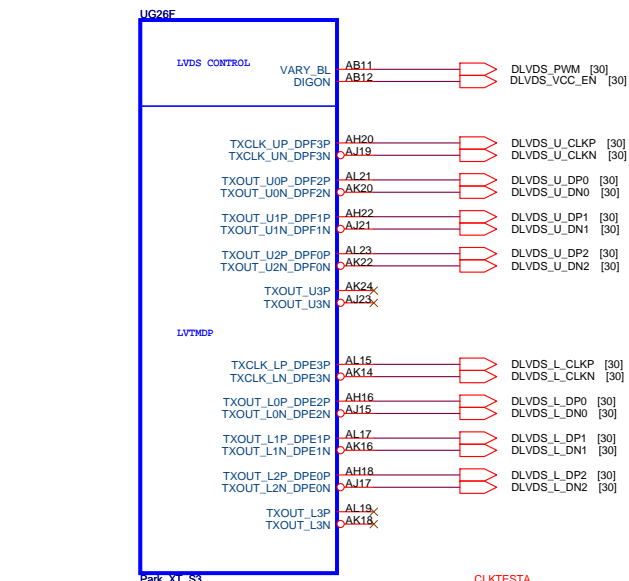 UG26F
LVDS CONTROL
VARY_BL AB11 DLVDS_PWM [30]
DIGON AB12 DLVDS_VCC_EN [30]
TXCLK_UP_DPF3P AH20 DLVDS_U_CLKP [30]
TXCLK_UN_DPF3N AJ19 DLVDS_U_CLKN [30]
TXOUT_U0P_DPF2P AL21 DLVDS_U_DP0 [30]
TXOUT_U0N_DPF2N AK20 DLVDS_U_DN0 [30]
TXOUT_U1P_DPF1P AH22 DLVDS_U_DP1 [30]
TXOUT_U1N_DPF1N AJ21 DLVDS_U_DN1 [30]
TXOUT_U2P_DPF0P AL23 DLVDS_U_DP2 [30]
TXOUT_U2N_DPF0N AK22 DLVDS_U_DN2 [30]
TXOUT_U3P AK24
TXOUT_U3N AJ23
LVTMDP
TXCLK_LP_DPE3P AL15 DLVDS_L_CLKP [30]
TXCLK_LN_DPE3N AK14 DLVDS_L_CLKN [30]
TXOUT_L0P_DPE2P AH16 DLVDS_L_DP0 [30]
TXOUT_L0N_DPE2N AJ15 DLVDS_L_DN0 [30]
TXOUT_L1P_DPE1P AL17 DLVDS_L_DP1 [30]
TXOUT_L1N_DPE1N AK16 DLVDS_L_DN1 [30]
TXOUT_L2P_DPE0P AH18 DLVDS_L_DP2 [30]
TXOUT_L2N_DPE0N AJ17 DLVDS_L_DN2 [30]
TXOUT_L3P AL19
TXOUT_L3N AK18
Park_XT_S3 CLKTESTA